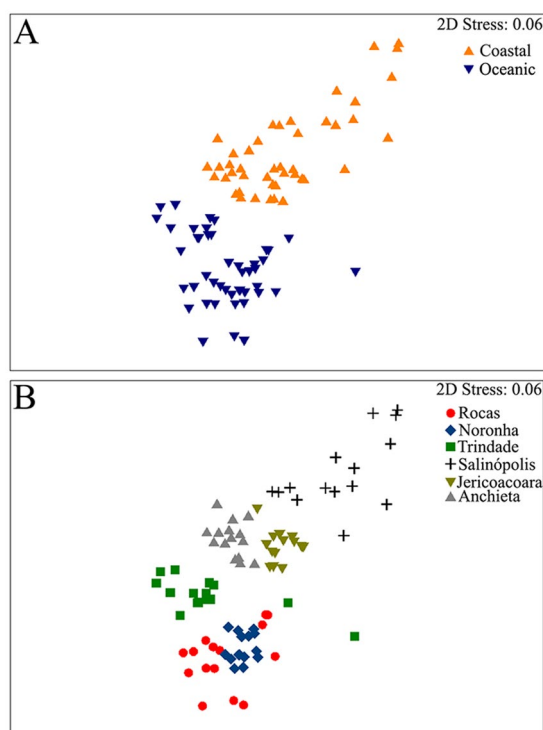 A
2D Stress: 0.06
Coastal
Oceanic
B
2D Stress: 0.06
Rocas
Noronha
Trindade
Salinópolis
Jericoacoara
Anchieta